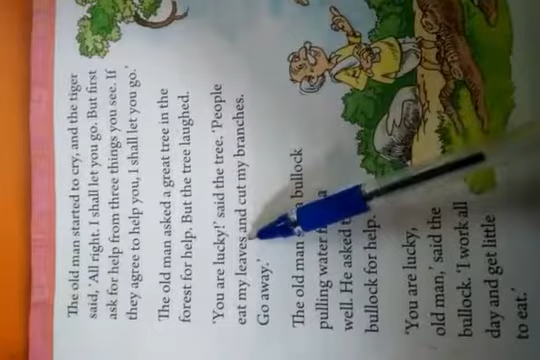 The old man started to cry, and the tiger
said, 'All right. I shall let you go. But first
ask for help from three things you see. If
they agree to help you, I shall let you go.'
The old man asked a great tree in the
forest for help. But the tree laughed.
'You are lucky!' said the tree. 'People
eat my leaves and cut my branches.
Go away.'
The old man bullock
pulling water a
well. He asked
bullock for help.
'You are lucky,
old man,' said the
bullock. 'I work all
day and get little
to eat.'